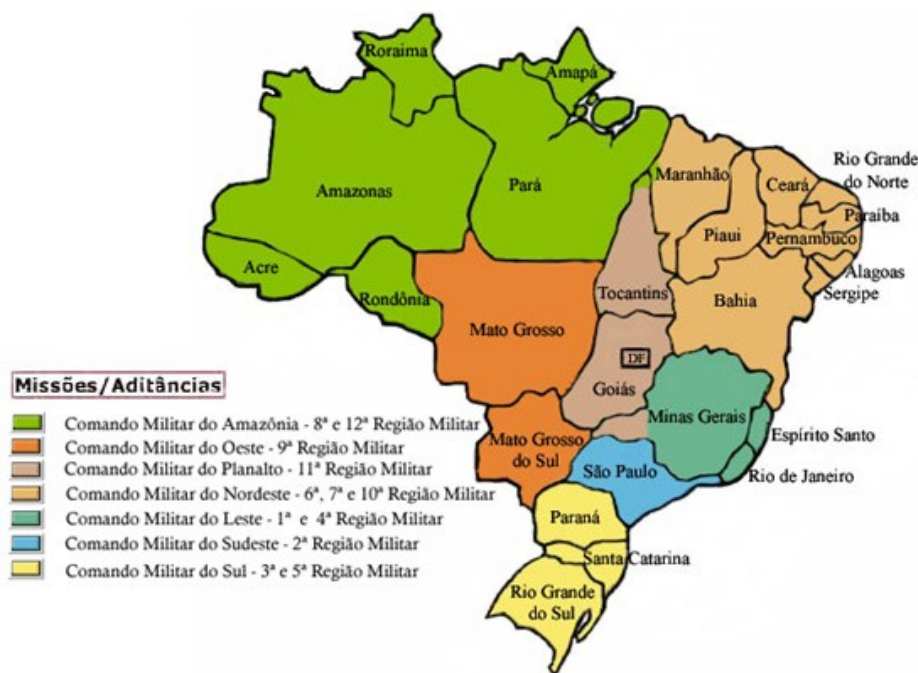 Roraima
Amapá
Amazonas
Pará
Maranhão
Ceará
Rio Grande
do Norte
Paraíba
Piaui
Pernambuco
Acre
Rondônia
Tocantins
Bahia
Alagoas
Sergipe
Mato Grosso
DF
Goiás
Minas Gerais
Mato Grosso
do Sul
São Paulo
Espírito Santo
Rio de Janeiro
Paraná
Santa Catarina
Rio Grande
do Sul
Missões/Aditâncias
Comando Militar do Amazônia - 8ª e 12ª Região Militar
Comando Militar do Oeste - 9ª Região Militar
Comando Militar do Planalto - 11ª Região Militar
Comando Militar do Nordeste - 6ª, 7ª e 10ª Região Militar
Comando Militar do Leste - 1ª e 4ª Região Militar
Comando Militar do Sudeste - 2ª Região Militar
Comando Militar do Sul - 3ª e 5ª Região Militar